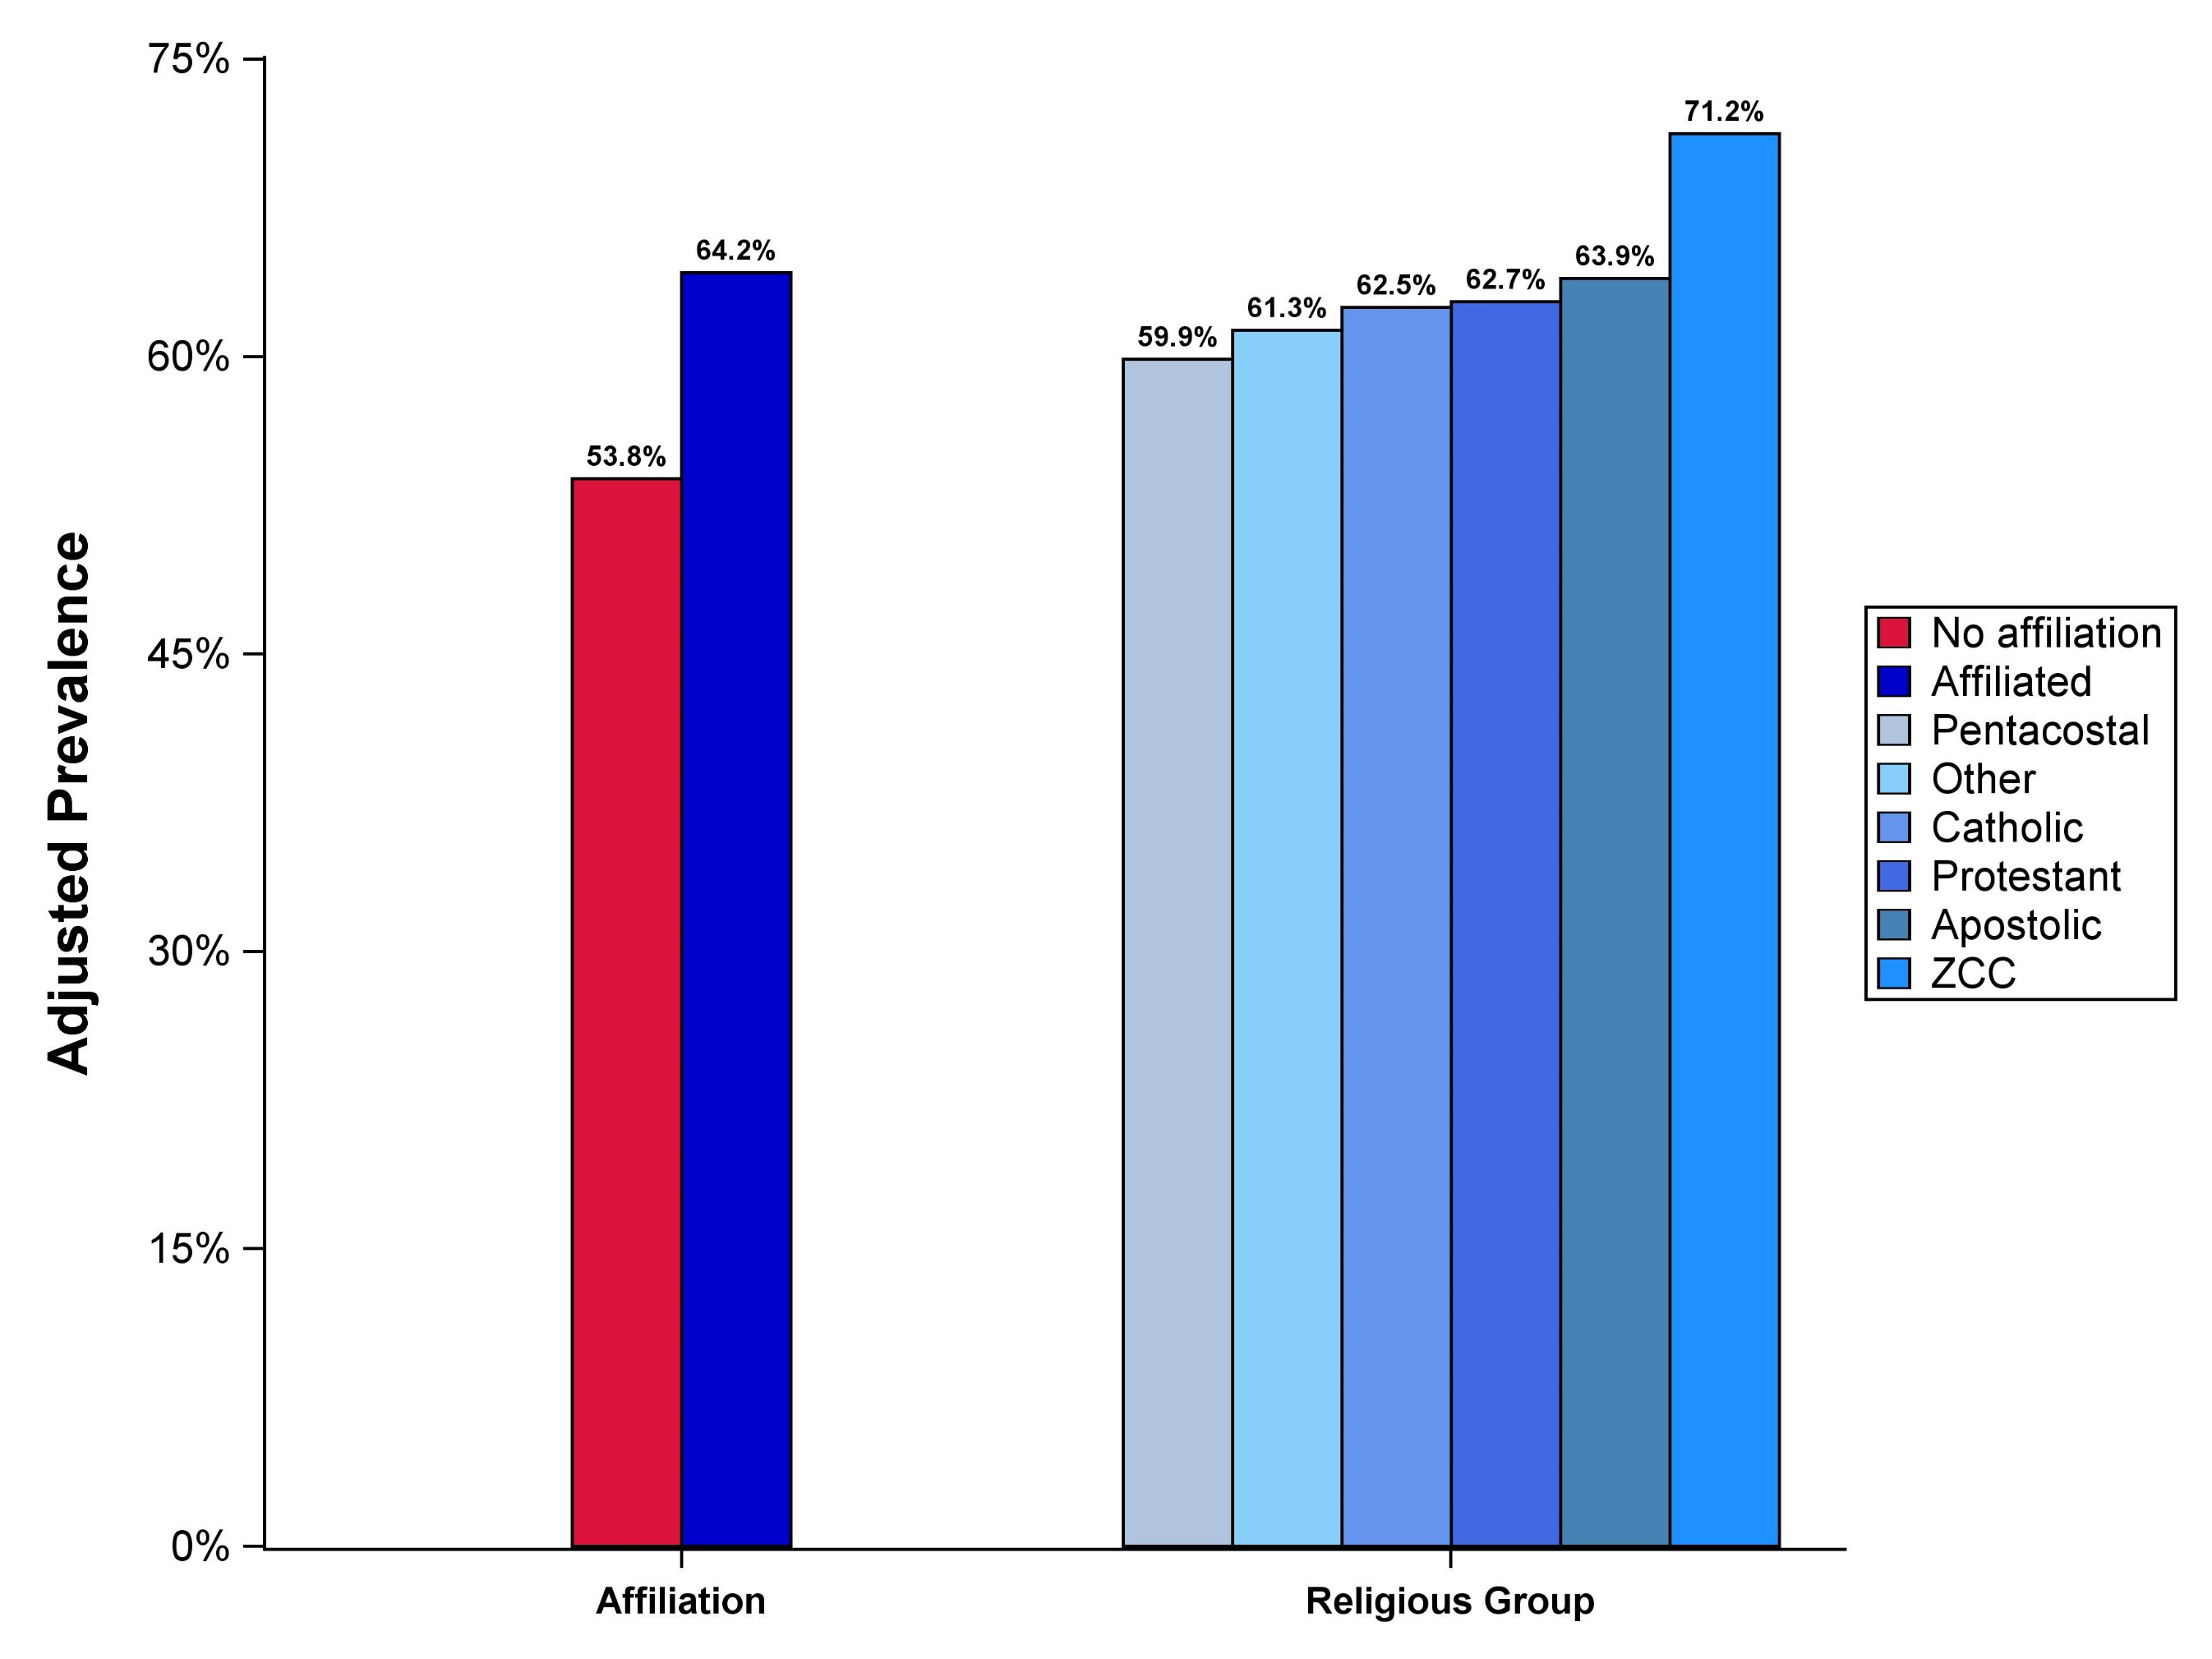 Adjusted Prevalence
75%
60%
45%
30%
15%
0%
53.8%
64.2%
59.9%
61.3%
62.5%
62.7%
63.9%
71.2%
Affiliation
Religious Group
No affiliation
Affiliated
Pentacostal
Other
Catholic
Protestant
Apostolic
ZCC